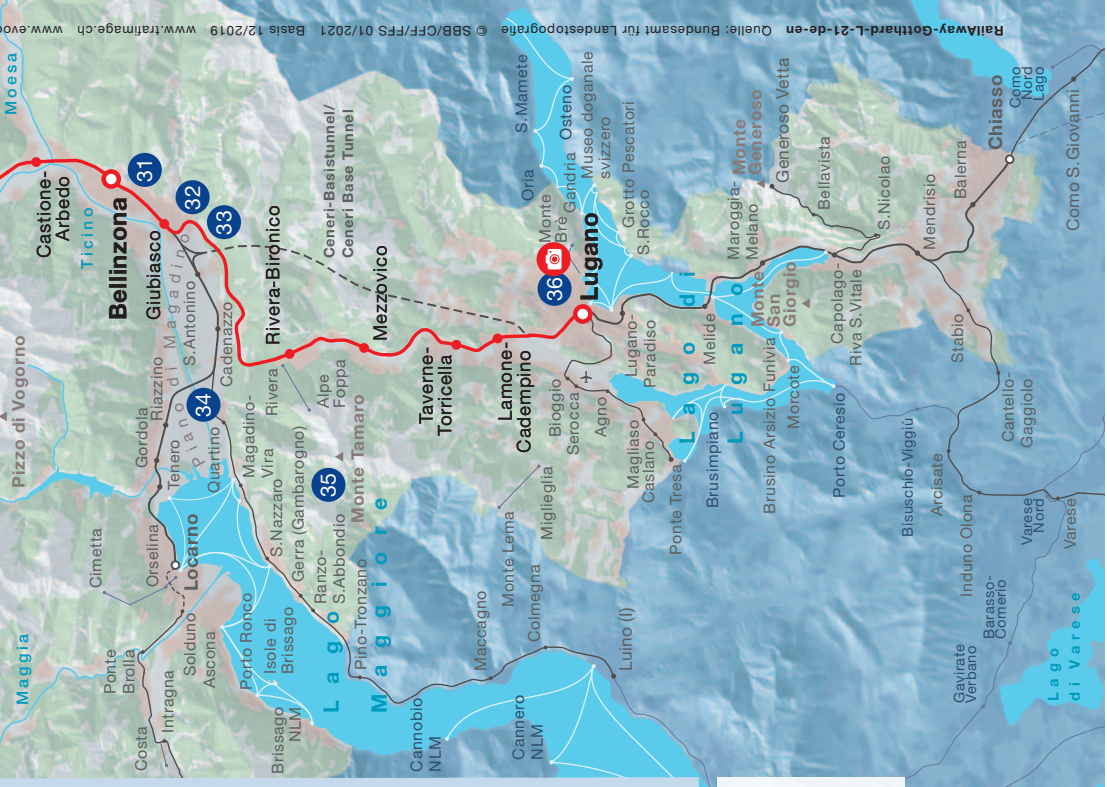 RailAway-Gotthard-L-21-de-en Quelle: Bundesamt für Landestopografie © SBB/CFF/FFS 01/2021 Basis 12/2019 www.trafimage.ch
Moesa
Castione-
Arbedo
Ticino
Bellinzona
31
Giubiasco
32
33
S.Antonino
Piano di Magadino
Cadenazzo
Rivera-Bironico
Ceneri-Basistunnel/
Ceneri Base Tunnel
Mezzovico
Pizzo di Vogorno
Gordola
Riazzino
Tenero
34
Quartino
Magadino-
Vira
Rivera
Alpe
Foppa
35
Monte Tamaro
Taverne-
Torricella
Lamone-
Cadempino
S.Mamete
Oria
Osteno
Museo doganale
svizzero
Gandria
Monte
Brè
36
Lugano
Grotto Pescatori
S.Rocco
Lugano-
Paradiso
Bioggio
Serocca
Agno
Magliaso
Caslano
Ponte Tresa
Miglieglia
Monte Lema
Lago di
Lugano
Melide
Maroggia-
Melano
Monte
Generoso
Generoso Vetta
Bellavista
S.Nicolao
Monte
San
Giorgio
Capolago-
Riva S.Vitale
Mendrisio
Balerna
Chiasso
Como
Nord
Lago
Como S.Giovanni
Stabio
Cantello-
Gaggiolo
Brusimpiano
Brusino Arsizio Funivia
Morcote
Porto Ceresio
Bisuschio-Viggiù
Arcisate
Induno Olona
Varese
Nord
Varese
Barasso-
Comerio
Gavirate
Verbano
Lago
di Varese
Cimetta
Orselina
Locarno
Maggia
Ponte
Brolla
Solduno
Ascona
Intragna
Costa
Porto Ronco
Isole di
Brissago
Brissago
NLM
S.Nazzaro
Gerra (Gambarogno)
Ranzo-
S.Abbondio
Pino-Tronzano
Lago
Maggiore
Maccagno
Colmegna
Luino (I)
Cannobio
NLM
Cannero
NLM